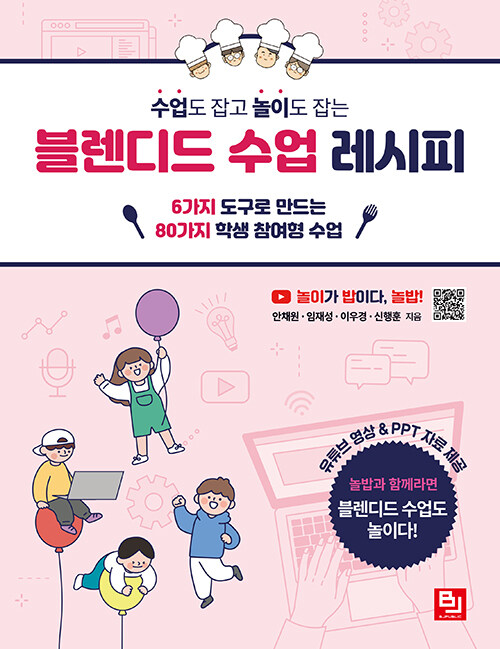 수업도 잡고 놀이도 잡는
블렌디드 수업 레시피
6가지 도구로 만드는
80가지 학생 참여형 수업
놀이가 밥이다, 놀밥!
안채원 · 임재성 · 이우경 · 신행훈 지음
유튜브 영상 & PPT 자료 제공
놀밥과 함께라면
블렌디드 수업도
놀이다!
BJ
BJPUBLIC